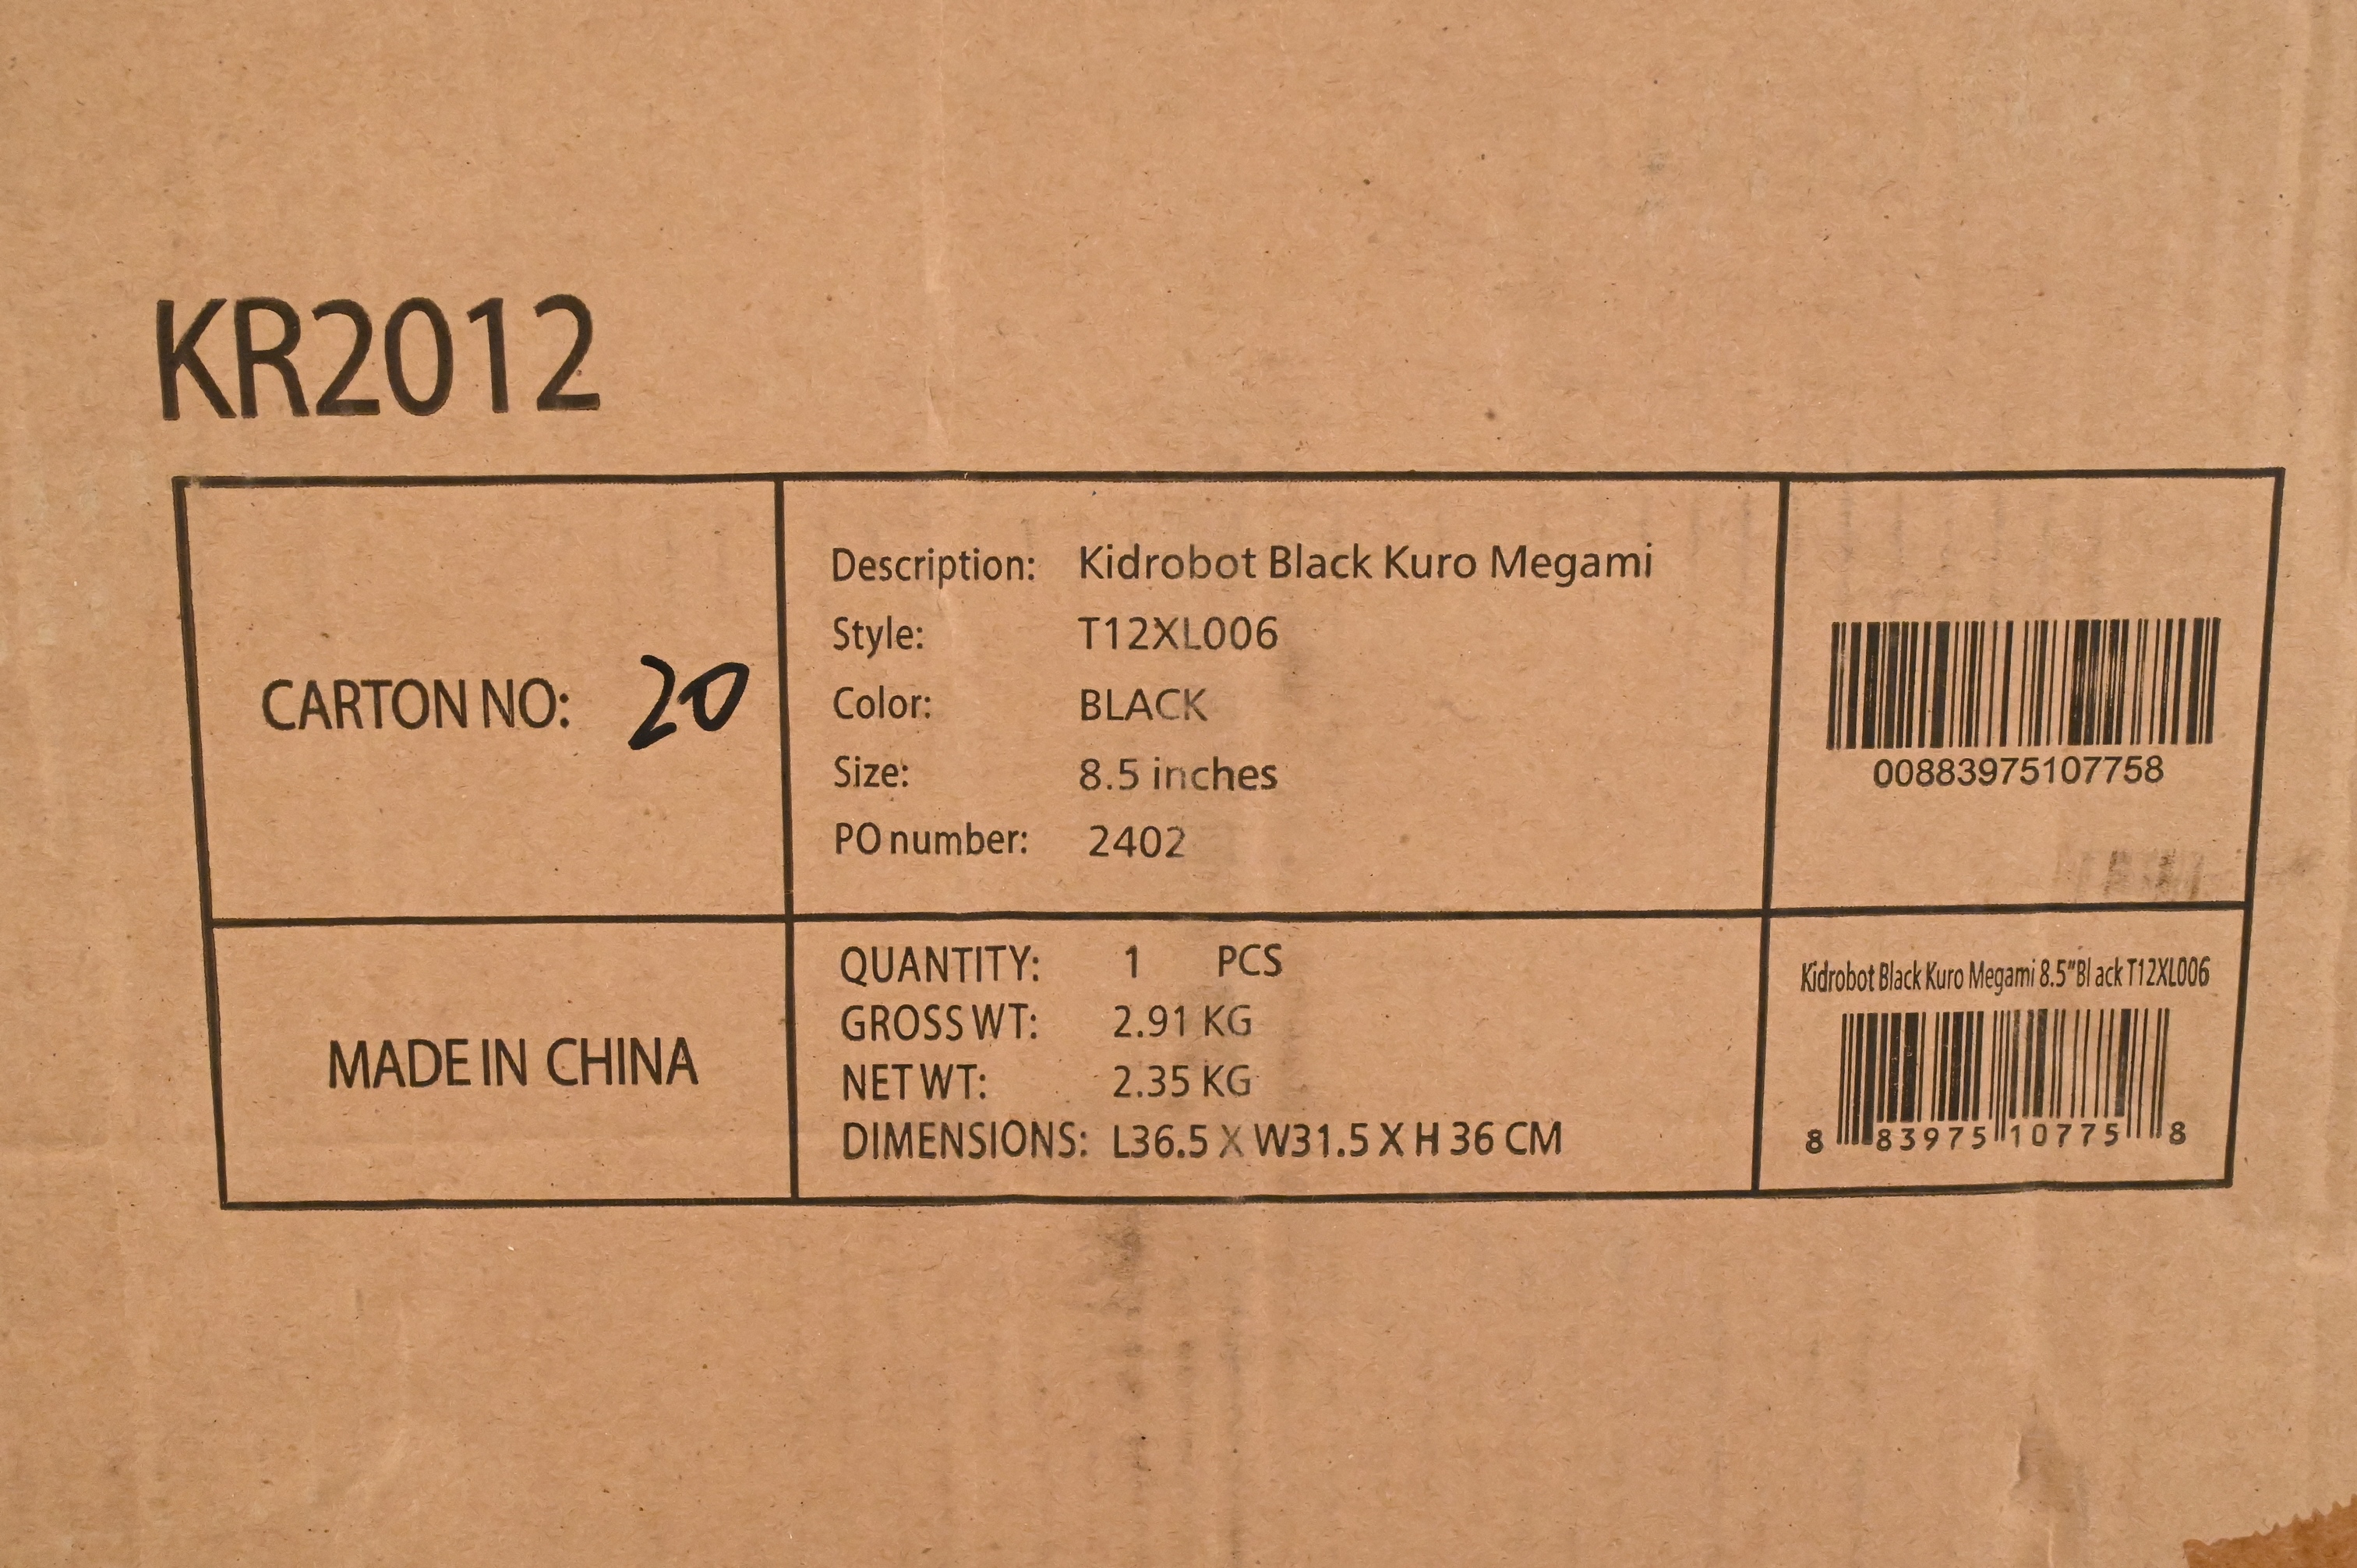 KR2012
CARTON NO: 20
Description: Kidrobot Black Kuro Megami
Style: T12XL006
Color: BLACK
Size: 8.5 inches
PO number: 2402
00883975107758
MADE IN CHINA
QUANTITY: 1 PCS
GROSS WT: 2.91 KG
NET WT: 2.35 KG
DIMENSIONS: L36.5 X W31.5 X H 36 CM
Kidrobot Black Kuro Megami 8.5"Bl ack T12XL006
8 83975 10775 8